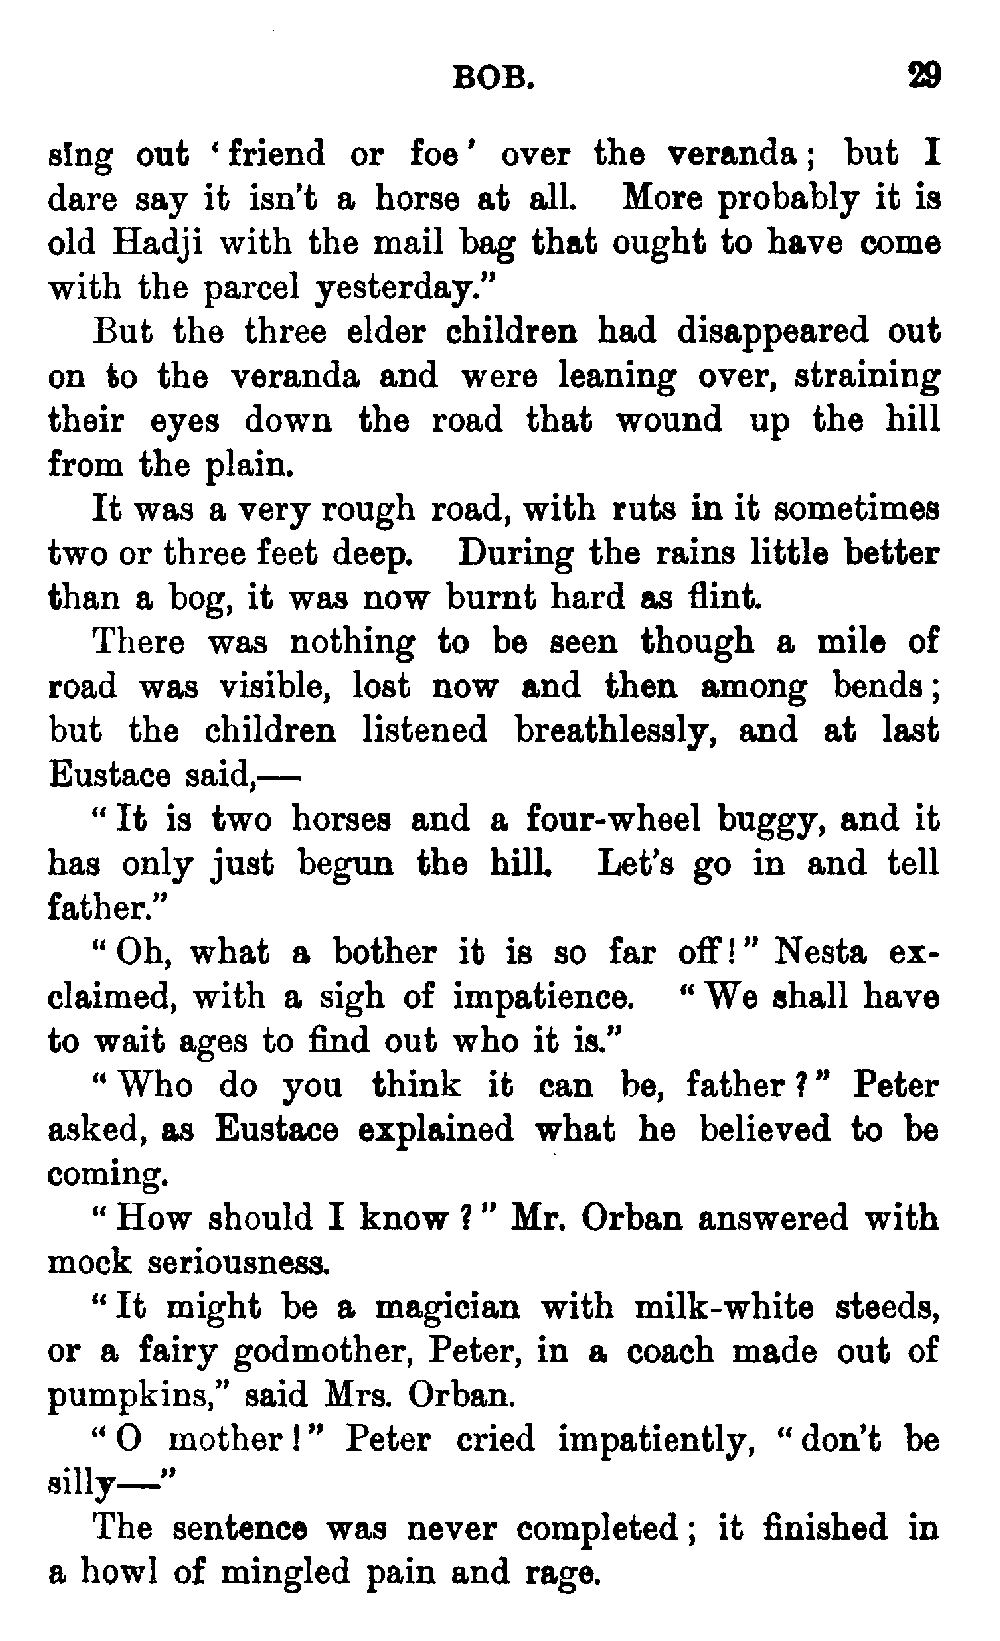 BOB. 29
sing out ‘friend or foe’ over the veranda; but I
dare say it isn't a horse at all. More probably it is
old Hadji with the mail bag that ought to have come
with the parcel yesterday.”
But the three elder children had disappeared out
on to the veranda and were leaning over, straining
their eyes down the road that wound up the hill
from the plain.
It was a very rough road, with ruts in it sometimes
two or three feet deep. During the rains little better
than a bog, it was now burnt hard as flint.
There was nothing to be seen though a mile of
road was visible, lost now and then among bends;
but the children listened breathlessly, and at last
Eustace said,—
“It is two horses and a four-wheel buggy, and it
has only just begun the hill. Let's go in and tell
father.”
“Oh, what a bother it is so far off!” Nesta ex-
claimed, with a sigh of impatience. “We shall have
to wait ages to find out who it is.”
“Who do you think it can be, father?” Peter
asked, as Eustace explained what he believed to be
coming.
“How should I know?” Mr. Orban answered with
mock seriousness.
“It might be a magician with milk-white steeds,
or a fairy godmother, Peter, in a coach made out of
pumpkins,” said Mrs. Orban.
“O mother!” Peter cried impatiently, “don't be
silly—”
The sentence was never completed; it finished in
a howl of mingled pain and rage.